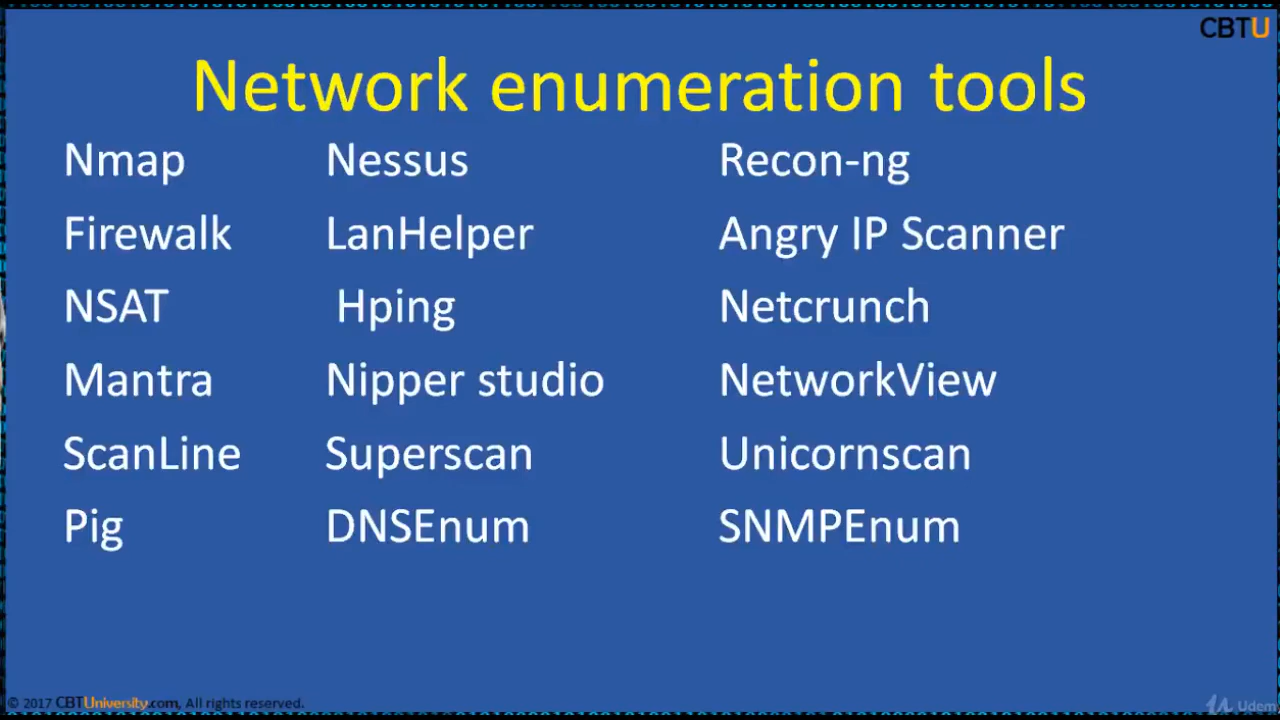 CBTU
Network enumeration tools
Nmap Nessus Recon-ng
Firewalk LanHelper Angry IP Scanner
NSAT Hping Netcrunch
Mantra Nipper studio NetworkView
ScanLine Superscan Unicornscan
Pig DNSEnum SNMPEnum
© 2017 CBTUniversity.com, All rights reserved.
Udem